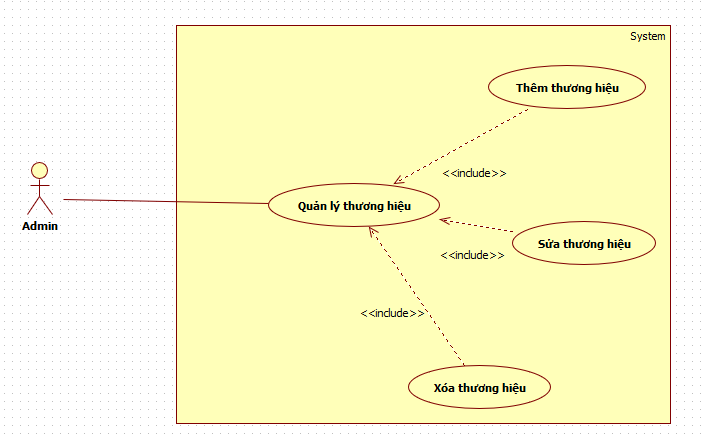 System
Thêm thương hiệu
<<include>>
Admin
Quản lý thương hiệu
Sửa thương hiệu
<<include>>
<<include>>
Xóa thương hiệu